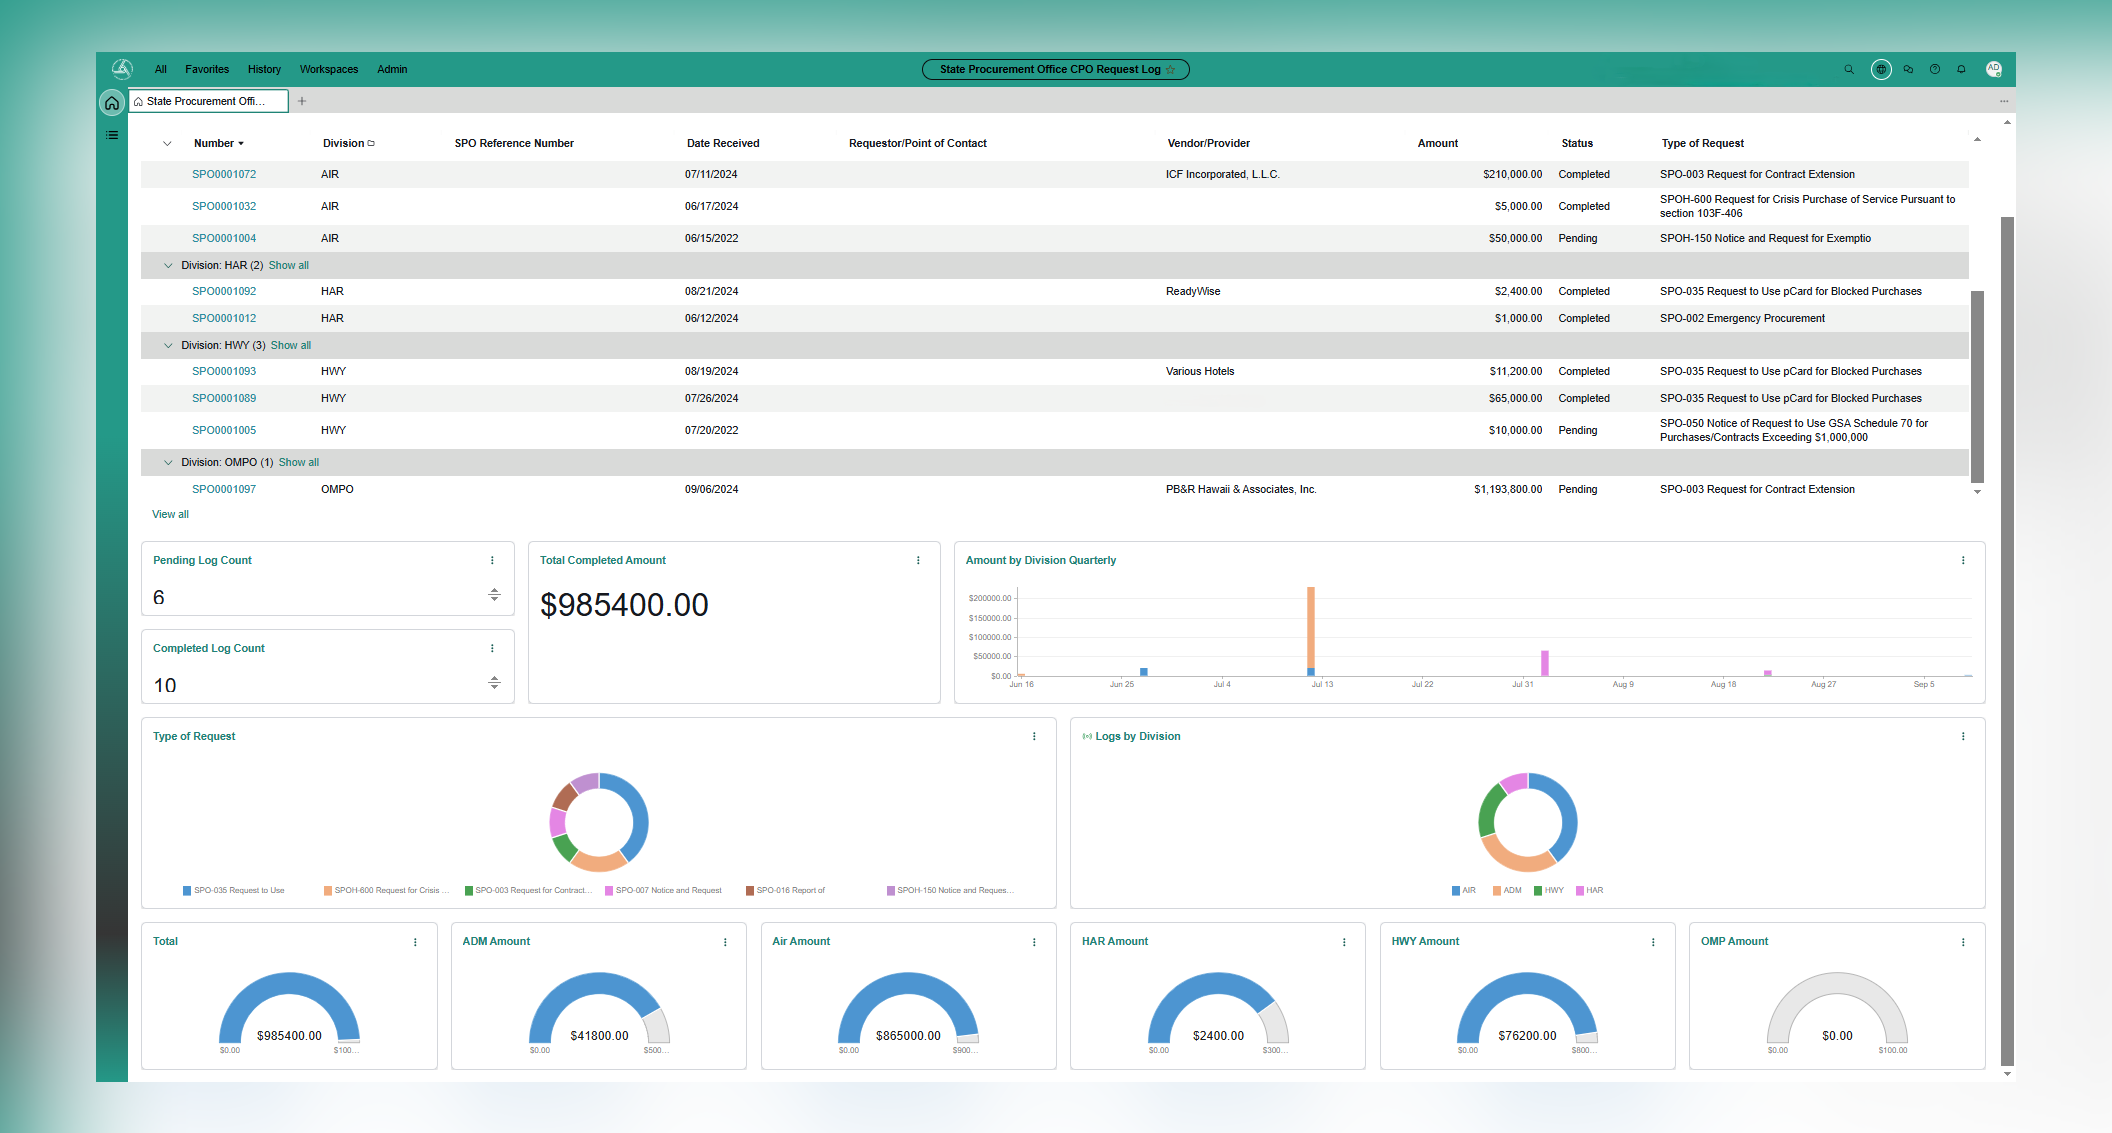 All Favorites History Workspaces Admin
State Procurement Office CPO Request Log
AD
State Procurement Offi...
Number Division SPO Reference Number Date Received Requestor/Point of Contact Vendor/Provider Amount Status Type of Request
SPO0001072 AIR 07/11/2024 ICF Incorporated, L.L.C. $210,000.00 Completed SPO-003 Request for Contract Extension
SPO0001032 AIR 06/17/2024 $5,000.00 Completed SPOH-600 Request for Crisis Purchase of Service Pursuant to
section 103F-406
SPO0001004 AIR 06/15/2022 $50,000.00 Pending SPOH-150 Notice and Request for Exemptio
Division: HAR (2) Show all
SPO0001092 HAR 08/21/2024 ReadyWise $2,400.00 Completed SPO-035 Request to Use pCard for Blocked Purchases
SPO0001012 HAR 06/12/2024 $1,000.00 Completed SPO-002 Emergency Procurement
Division: HWY (3) Show all
SPO0001093 HWY 08/19/2024 Various Hotels $11,200.00 Completed SPO-035 Request to Use pCard for Blocked Purchases
SPO0001089 HWY 07/26/2024 $65,000.00 Completed SPO-035 Request to Use pCard for Blocked Purchases
SPO0001005 HWY 07/20/2022 $10,000.00 Pending SPO-050 Notice of Request to Use GSA Schedule 70 for
Purchases/Contracts Exceeding $1,000,000
Division: OMPO (1) Show all
SPO0001097 OMPO 09/06/2024 PB&R Hawaii & Associates, Inc. $1,193,800.00 Pending SPO-003 Request for Contract Extension
View all
Pending Log Count
6
Completed Log Count
10
Total Completed Amount
$985400.00
Amount by Division Quarterly
$200000.00
$150000.00
$100000.00
$50000.00
$0.00
Jun 16 Jun 25 Jul 4 Jul 13 Jul 22 Jul 31 Aug 9 Aug 18 Aug 27 Sep 5
Type of Request
SPO-035 Request to Use SPOH-600 Request for Crisis ... SPO-003 Request for Contract... SPO-007 Notice and Request SPO-016 Report of SPOH-150 Notice and Reques...
Logs by Division
AIR ADM HWY HAR
Total
$985400.00
$0.00 $100...
ADM Amount
$41800.00
$0.00 $500...
Air Amount
$865000.00
$0.00 $900...
HAR Amount
$2400.00
$0.00 $300...
HWY Amount
$76200.00
$0.00 $800...
OMP Amount
$0.00
$0.00 $100.00